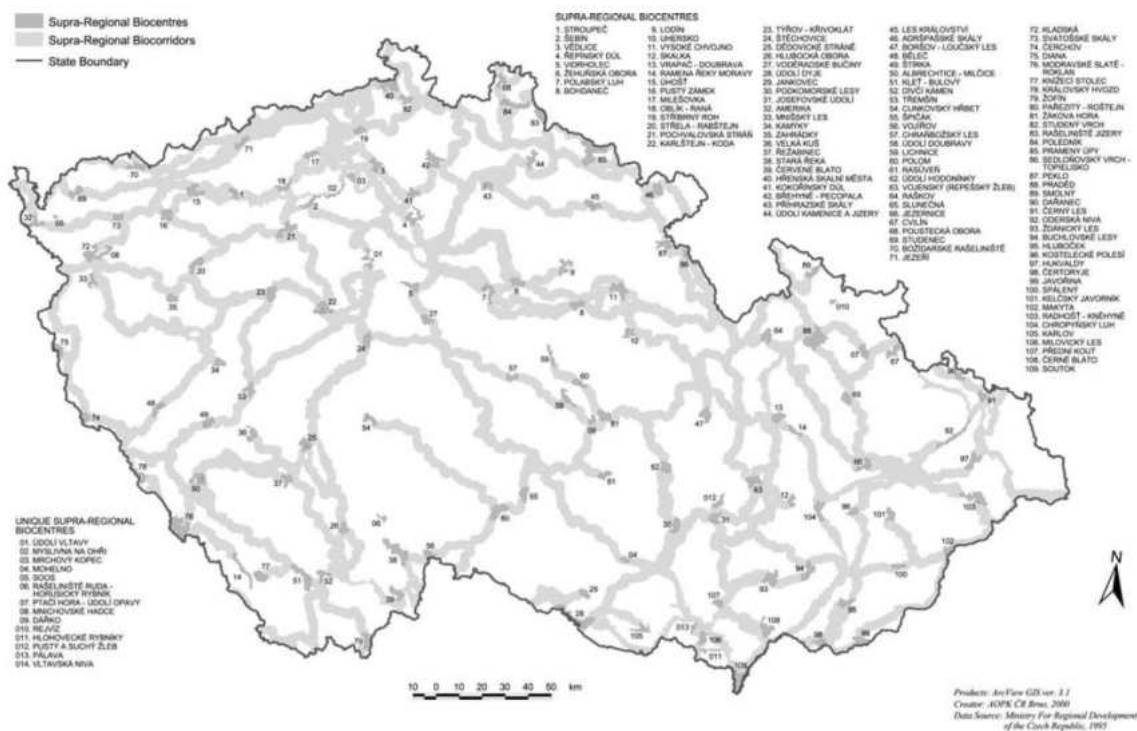 Supra-Regional Biocentres
Supra-Regional Biocorridors
State Boundary
SUPRA-REGIONAL BIOCENTRES
1. STROUPEČ
2. ŠEBÍN
3. VĚDLICE
4. ŘEPÍNSKÝ DŮL
5. VIDRHOLEC
6. ŽEHUŇSKÁ OBORA
7. POLABSKÝ LUH
8. BOHDANEČ
9. LODÍN
10. UHERSKO
11. VYSOKÉ CHVOJNO
12. SKALKA
13. VRAPAČ - DOUBRAVA
14. RAMENA ŘEKY MORAVY
15. ÚHOŠŤ
16. PUSTÝ ZÁMEK
17. MILEŠOVKA
18. OBLÍK - RANÁ
19. STŘÍBRNÝ ROH
20. STŘELA - RABŠTEJN
21. POCHVALOVSKÁ STRÁŇ
22. KARLŠTEJN - KODA
23. TÝŘOV - KŘIVOKLÁT
24. ŠTĚCHOVICE
25. DĚDOVICKÉ STRÁNĚ
26. HLUBOCKÁ OBORA
27. VODĚRADSKÉ BUČINY
28. ÚDOLÍ DYJE
29. JANKOVEC
30. PODKOMORSKÉ LESY
31. JOSEFOVSKÉ ÚDOLÍ
32. AMERIKA
33. MNIŠSKÝ LES
34. KAMÝKY
35. ZAHRÁDKY
36. VELKÁ KUŠ
37. ŘEŽABINEC
38. STARÁ ŘEKA
39. ČERVENÉ BLATO
40. HŘENSKÁ SKALNÍ MĚSTA
41. KOKOŘÍNSKÝ DŮL
42. BŘEHYNĚ - PECOPALA
43. PŘÍHRAZSKÉ SKÁLY
44. ÚDOLÍ KAMENICE A JIZERY
45. LES KRÁLOVSTVÍ
46. ADRŠPAŠSKÉ SKÁLY
47. BORŠOV - LOUČSKÝ LES
48. BĚLEČ
49. ŠTÍRKA
50. ALBRECHTICE - MILČICE
51. KLEŤ - BULOVÝ
52. DÍVČÍ KÁMEN
53. TŘEMŠÍN
54. CUNKOVSKÝ HŘBET
55. ŠPIČÁK
56. VOJÍŘOV
57. CHRAŇBOŽSKÝ LES
58. ÚDOLÍ DOUBRAVY
59. LICHNICE
60. POLOM
61. RASŮVEŇ
62. ÚDOLÍ HODONÍNKY
63. VOJENSKÝ (REPEŠSKÝ ŽLEB)
64. RAŠKOV
65. SLUNEČNÁ
66. JEZERNICE
67. CVILÍN
68. POUSTECKÁ OBORA
69. STUDENEC
70. BOŽÍDARSKÉ RAŠELINIŠTĚ
71. JEZEŘÍ
72. KLADSKÁ
73. SVATOŠSKÉ SKÁLY
74. ČERCHOV
75. DIANA
76. MODRAVSKÉ SLATĚ - ROKLAN
77. KNÍŽECÍ STOLEC
78. KRÁLOVSKÝ HVOZD
79. ŽOFÍN
80. PAŘEZITÝ - ROŠTEJN
81. ŽÁKOVA HORA
82. STUDENÝ VRCH
83. RAŠELINIŠTĚ JIZERY
84. POLEDNÍK
85. PRAMENY ÚPY
86. SEDLOŇOVSKÝ VRCH - TOPIELISKO
87. PEKLO
88. PRADĚD
89. SMOLNÝ
90. DAŘANEC
91. ČERNÝ LES
92. ODERSKÁ NIVA
93. ŽDÁNICKÝ LES
94. BUCHLOVSKÉ LESY
95. HLUBOČEK
96. KOSTELECKÉ POLESÍ
97. HUKVALDY
98. ČERTORYJE
99. JAVOŘINA
100. SPÁLENÝ
101. KELČSKÝ JAVORNÍK
102. MAKYTA
103. RADHOŠŤ - KNĚHYNĚ
104. CHROPYŇSKÝ LUH
105. KARLOV
106. MILOVICKÝ LES
107. PŘEDNÍ KOUT
108. ČERNÉ BLATO
109. SOUTOK
UNIQUE SUPRA-REGIONAL
BIOCENTRES
01. ÚDOLÍ VLTAVY
02. MYSLIVNA NA OHŘI
03. MRCHOVÝ KOPEC
04. MOHELNO
05. SOOS
06. RAŠELINIŠTĚ RUDA -
HORUSICKÝ RYBNÍK
07. PTAČÍ HORA - ÚDOLÍ OPAVY
08. MNICHOVSKÉ HADCE
09. DÁŘKO
010. REJVÍZ
011. HLOHOVECKÉ RYBNÍKY
012. PUSTÝ A SUCHÝ ŽLEB
013. PÁLAVA
014. VLTAVSKÁ NIVA
N
10 0 10 20 30 40 50 km
Products: ArcView GIS ver. 3.1
Creator: AOPK ČR Brno, 2000
Data Source: Ministry For Regional Development
of the Czech Republic, 1995